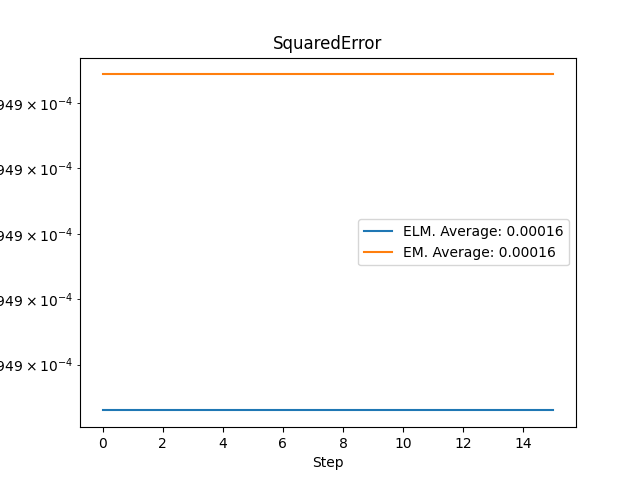 SquaredError
949 × 10⁻⁴
949 × 10⁻⁴
949 × 10⁻⁴
949 × 10⁻⁴
949 × 10⁻⁴
ELM. Average: 0.00016
EM. Average: 0.00016
0 2 4 6 8 10 12 14
Step